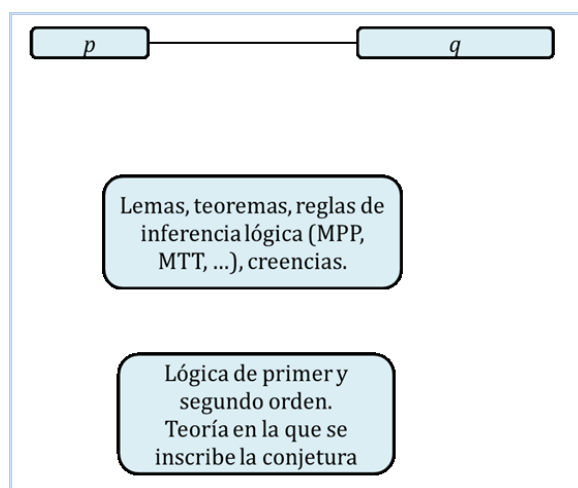 p
q
Lemas, teoremas, reglas de
inferencia lógica (MPP,
MTT, ...), creencias.
Lógica de primer y
segundo orden.
Teoría en la que se
inscribe la conjetura